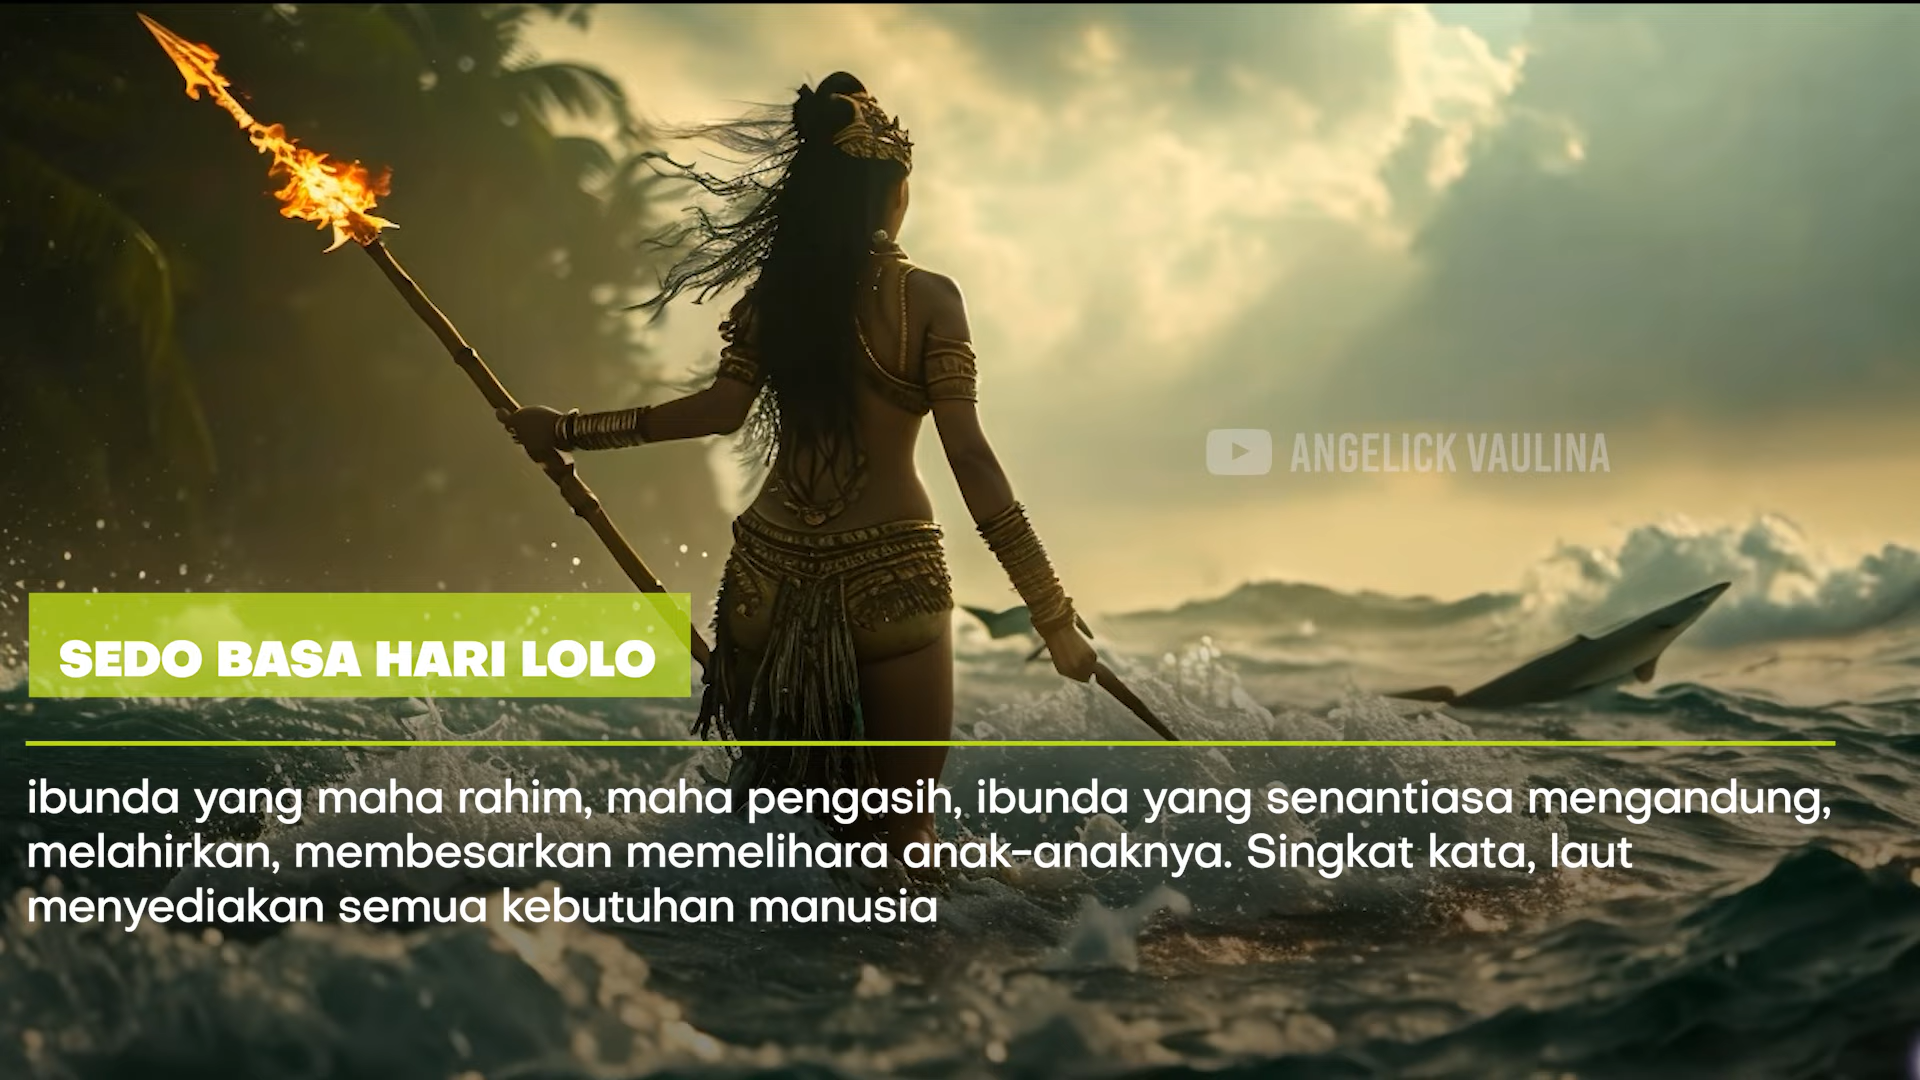 ANGELICK VAULINA
SEDO BASA HARI LOLO
ibunda yang maha rahim, maha pengasih, ibunda yang senantiasa mengandung,
melahirkan, membesarkan memelihara anak-anaknya. Singkat kata, laut
menyediakan semua kebutuhan manusia